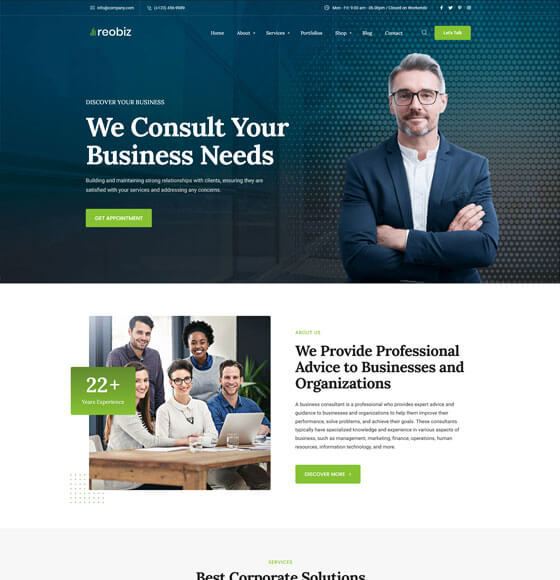 info@company.com
(+123) 456-9989
Mon - Fri: 9:00 am - 06.00pm / Closed on Weekends
reobiz
Home
About
Services
Portfolios
Shop
Blog
Contact
Let's Talk
DISCOVER YOUR BUSINESS
We Consult Your
Business Needs
Building and maintaining strong relationships with clients, ensuring they are
satisfied with your services and addressing any concerns.
GET APPOINTMENT
22+
Years Experience
ABOUT US
We Provide Professional
Advice to Businesses and
Organizations
A business consultant is a professional who provides expert advice and
guidance to businesses and organizations to help them improve their
performance, solve problems, and achieve their goals. These consultants
typically have specialized knowledge and experience in various aspects of
business, such as management, marketing, finance, operations, human
resources, information technology, and more.
DISCOVER MORE +
SERVICES
Best Corporate Solutions